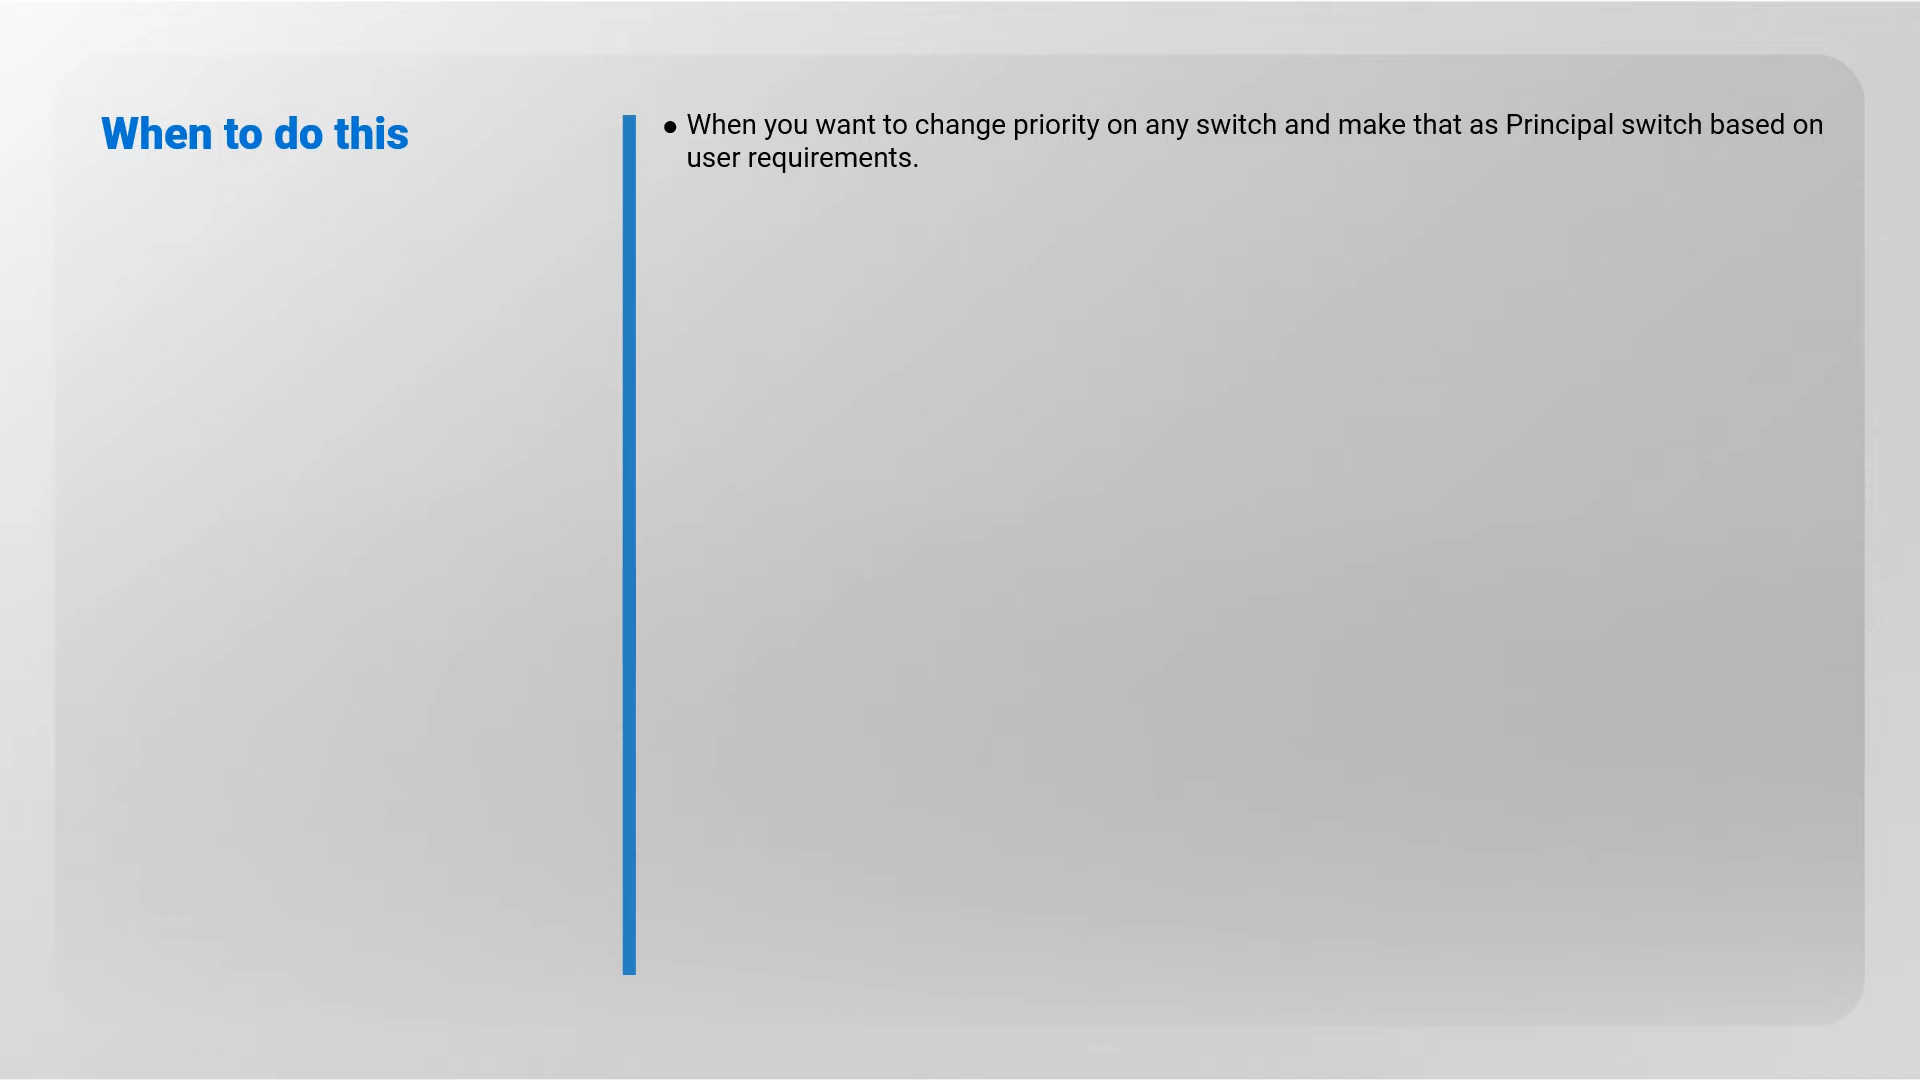 When to do this
● When you want to change priority on any switch and make that as Principal switch based on
user requirements.